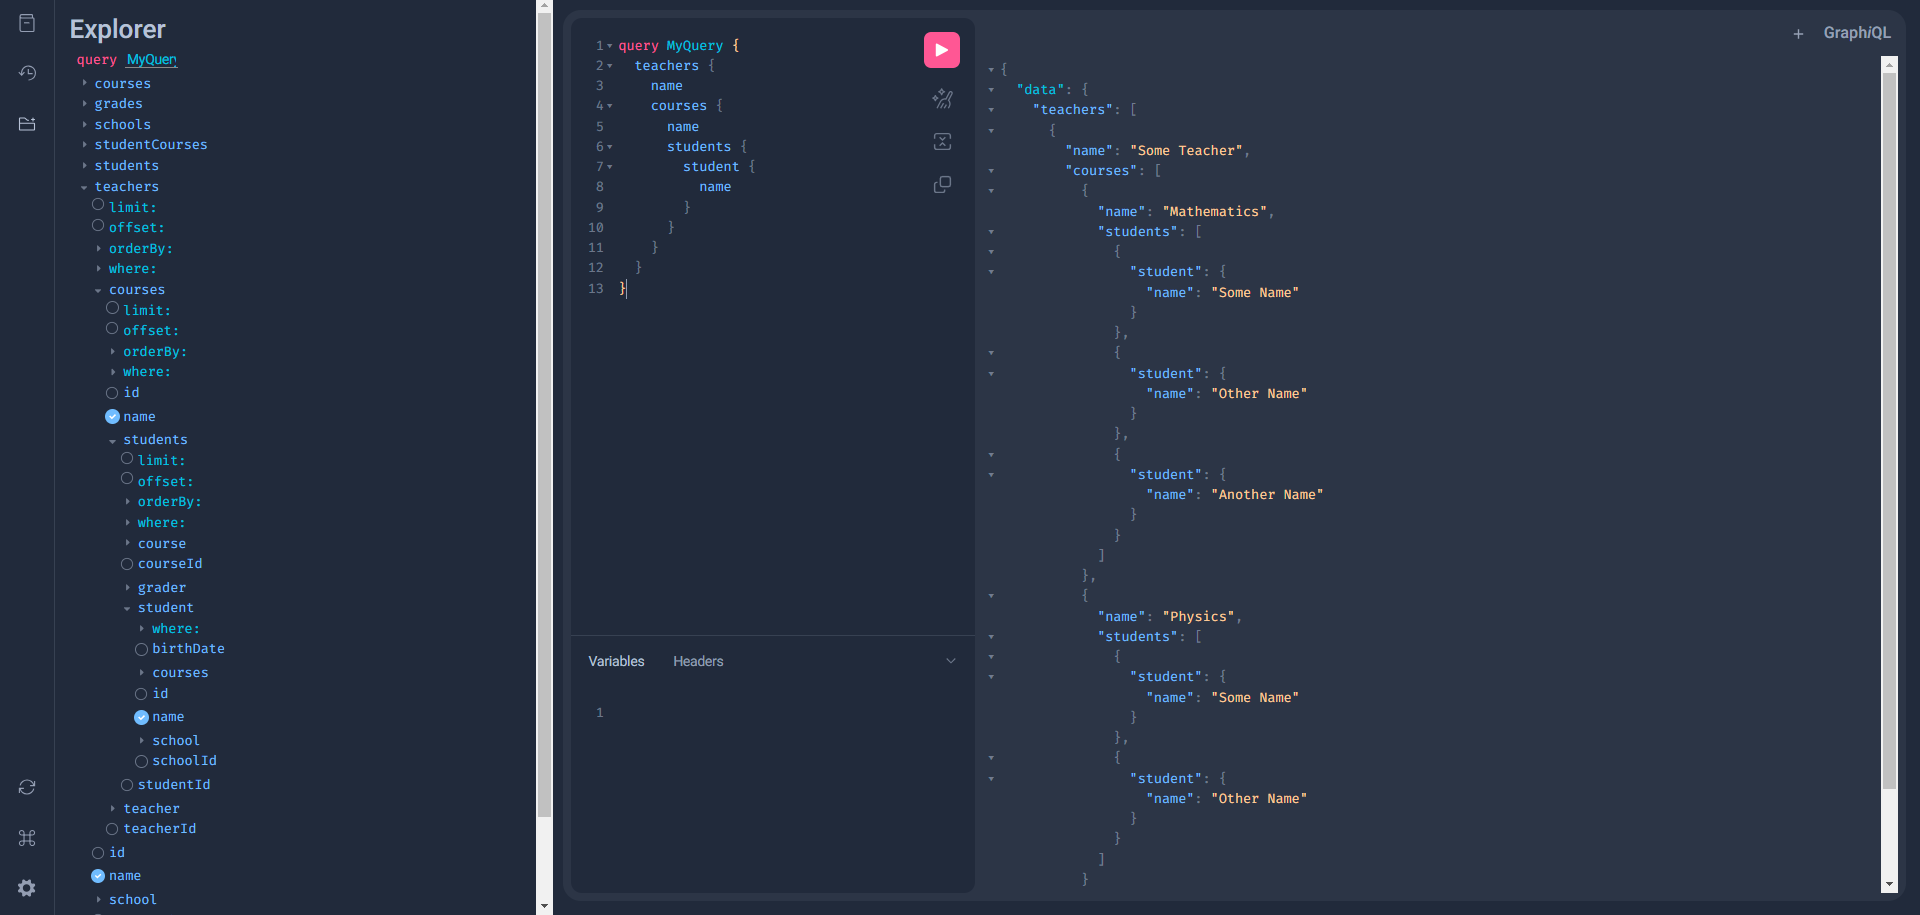 Explorer
query MyQuery
courses
grades
schools
studentCourses
students
teachers
limit:
offset:
orderBy:
where:
courses
limit:
offset:
orderBy:
where:
id
name
students
limit:
offset:
orderBy:
where:
course
courseId
grader
student
where:
birthDate
courses
id
name
school
schoolId
studentId
teacher
teacherId
id
name
school
1 query MyQuery {
2 teachers {
3 name
4 courses {
5 name
6 students {
7 student {
8 name
9 }
10 }
11 }
12 }
13 }
Variables Headers
1
+ GraphiQL
{
"data": {
"teachers": [
{
"name": "Some Teacher",
"courses": [
{
"name": "Mathematics",
"students": [
{
"student": {
"name": "Some Name"
}
},
{
"student": {
"name": "Other Name"
}
},
{
"student": {
"name": "Another Name"
}
}
]
},
{
"name": "Physics",
"students": [
{
"student": {
"name": "Some Name"
}
},
{
"student": {
"name": "Other Name"
}
}
]
}